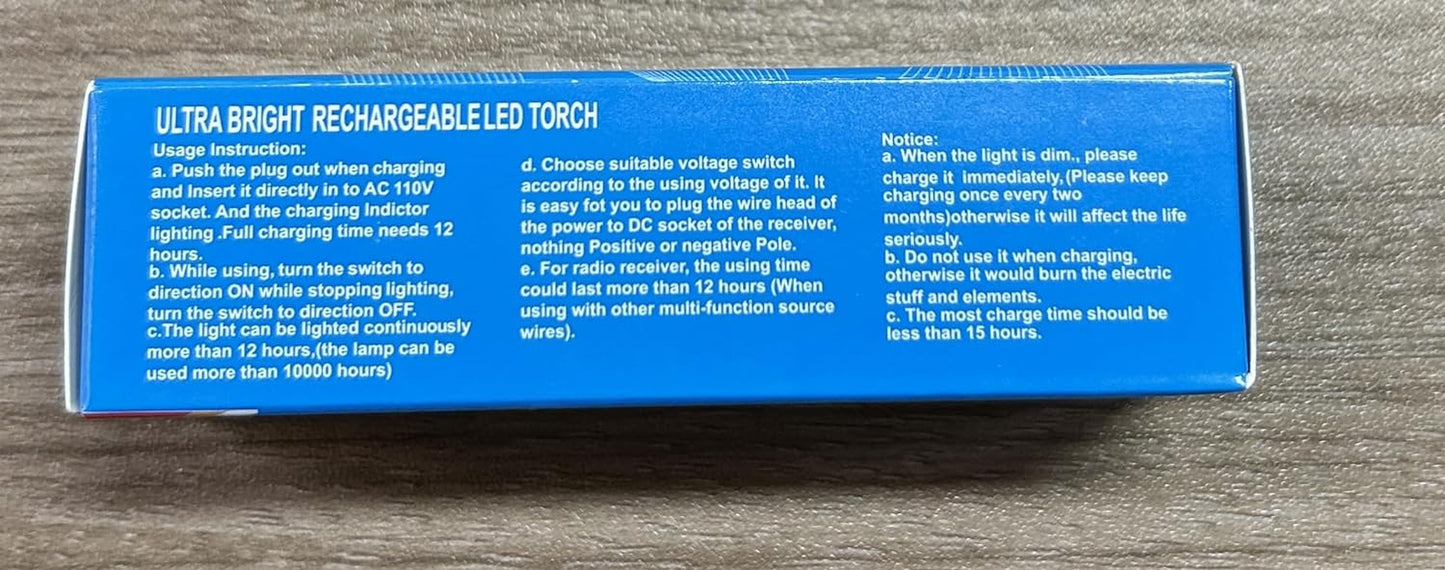 ULTRA BRIGHT RECHARGEABLE LED TORCH
Usage Instruction:
a. Push the plug out when charging
and Insert it directly in to AC 110V
socket. And the charging Indictor
lighting .Full charging time needs 12
hours.
b. While using, turn the switch to
direction ON while stopping lighting,
turn the switch to direction OFF.
c.The light can be lighted continuously
more than 12 hours,(the lamp can be
used more than 10000 hours)
d. Choose suitable voltage switch
according to the using voltage of it. It
is easy fot you to plug the wire head of
the power to DC socket of the receiver,
nothing Positive or negative Pole.
e. For radio receiver, the using time
could last more than 12 hours (When
using with other multi-function source
wires).
Notice:
a. When the light is dim., please
charge it immediately,(Please keep
charging once every two
months)otherwise it will affect the life
seriously.
b. Do not use it when charging,
otherwise it would burn the electric
stuff and elements.
c. The most charge time should be
less than 15 hours.